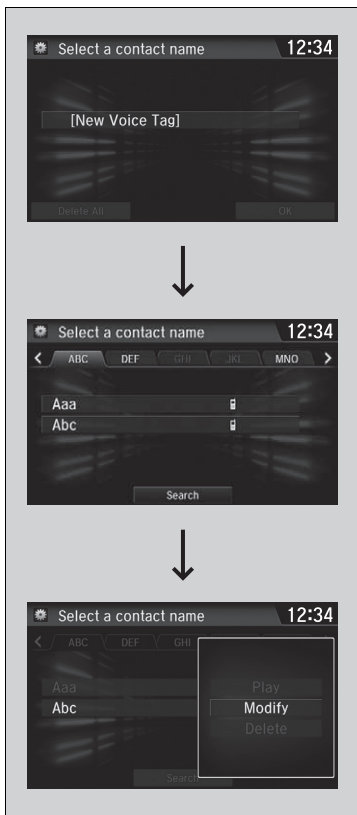 Select a contact name 12:34
[New Voice Tag]
Delete All OK
Select a contact name 12:34
ABC DEF GHI JKL MNO
Aaa
Abc
Search
Select a contact name 12:34
ABC DEF GHI
Aaa Play
Abc Modify
Delete
Search